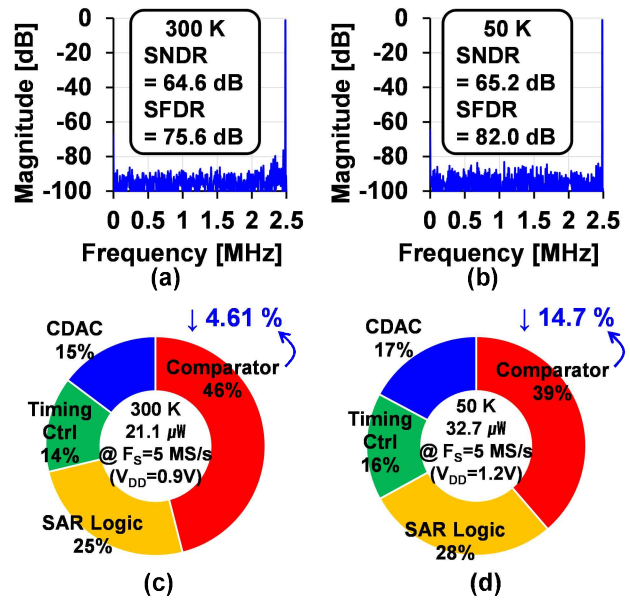 0
-20
-40
-60
-80
-100
Magnitude [dB]
300 K
SNDR
= 64.6 dB
SFDR
= 75.6 dB
0 0.5 1 1.5 2 2.5
Frequency [MHz]
(a)
0
-20
-40
-60
-80
-100
Magnitude [dB]
50 K
SNDR
= 65.2 dB
SFDR
= 82.0 dB
0 0.5 1 1.5 2 2.5
Frequency [MHz]
(b)
↓ 4.61 %
CDAC
15%
Comparator
46%
Timing
Ctrl
14%
300 K
21.1 µW
@ FS=5 MS/s
(VDD=0.9V)
SAR Logic
25%
(c)
↓ 14.7 %
CDAC
17%
Comparator
39%
Timing
Ctrl
16%
50 K
32.7 µW
@ FS=5 MS/s
(VDD=1.2V)
SAR Logic
28%
(d)